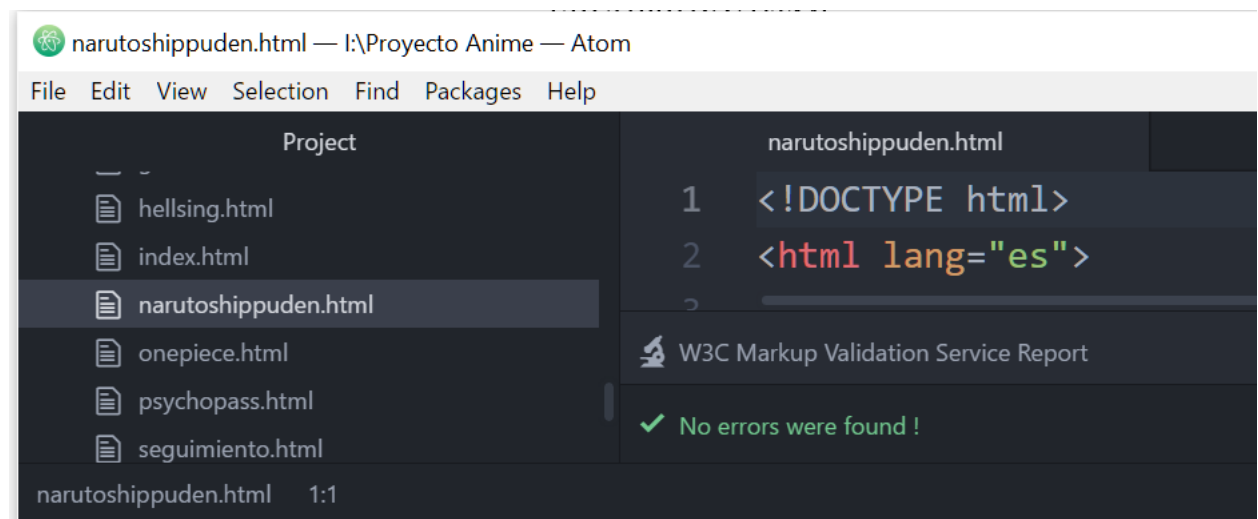 narutoshippuden.html — I:\Proyecto Anime — Atom
File Edit View Selection Find Packages Help
Project
hellsing.html
index.html
narutoshippuden.html
onepiece.html
psychopass.html
seguimiento.html
narutoshippuden.html
1 <!DOCTYPE html>
2 <html lang="es">
3
W3C Markup Validation Service Report
No errors were found !
narutoshippuden.html 1:1